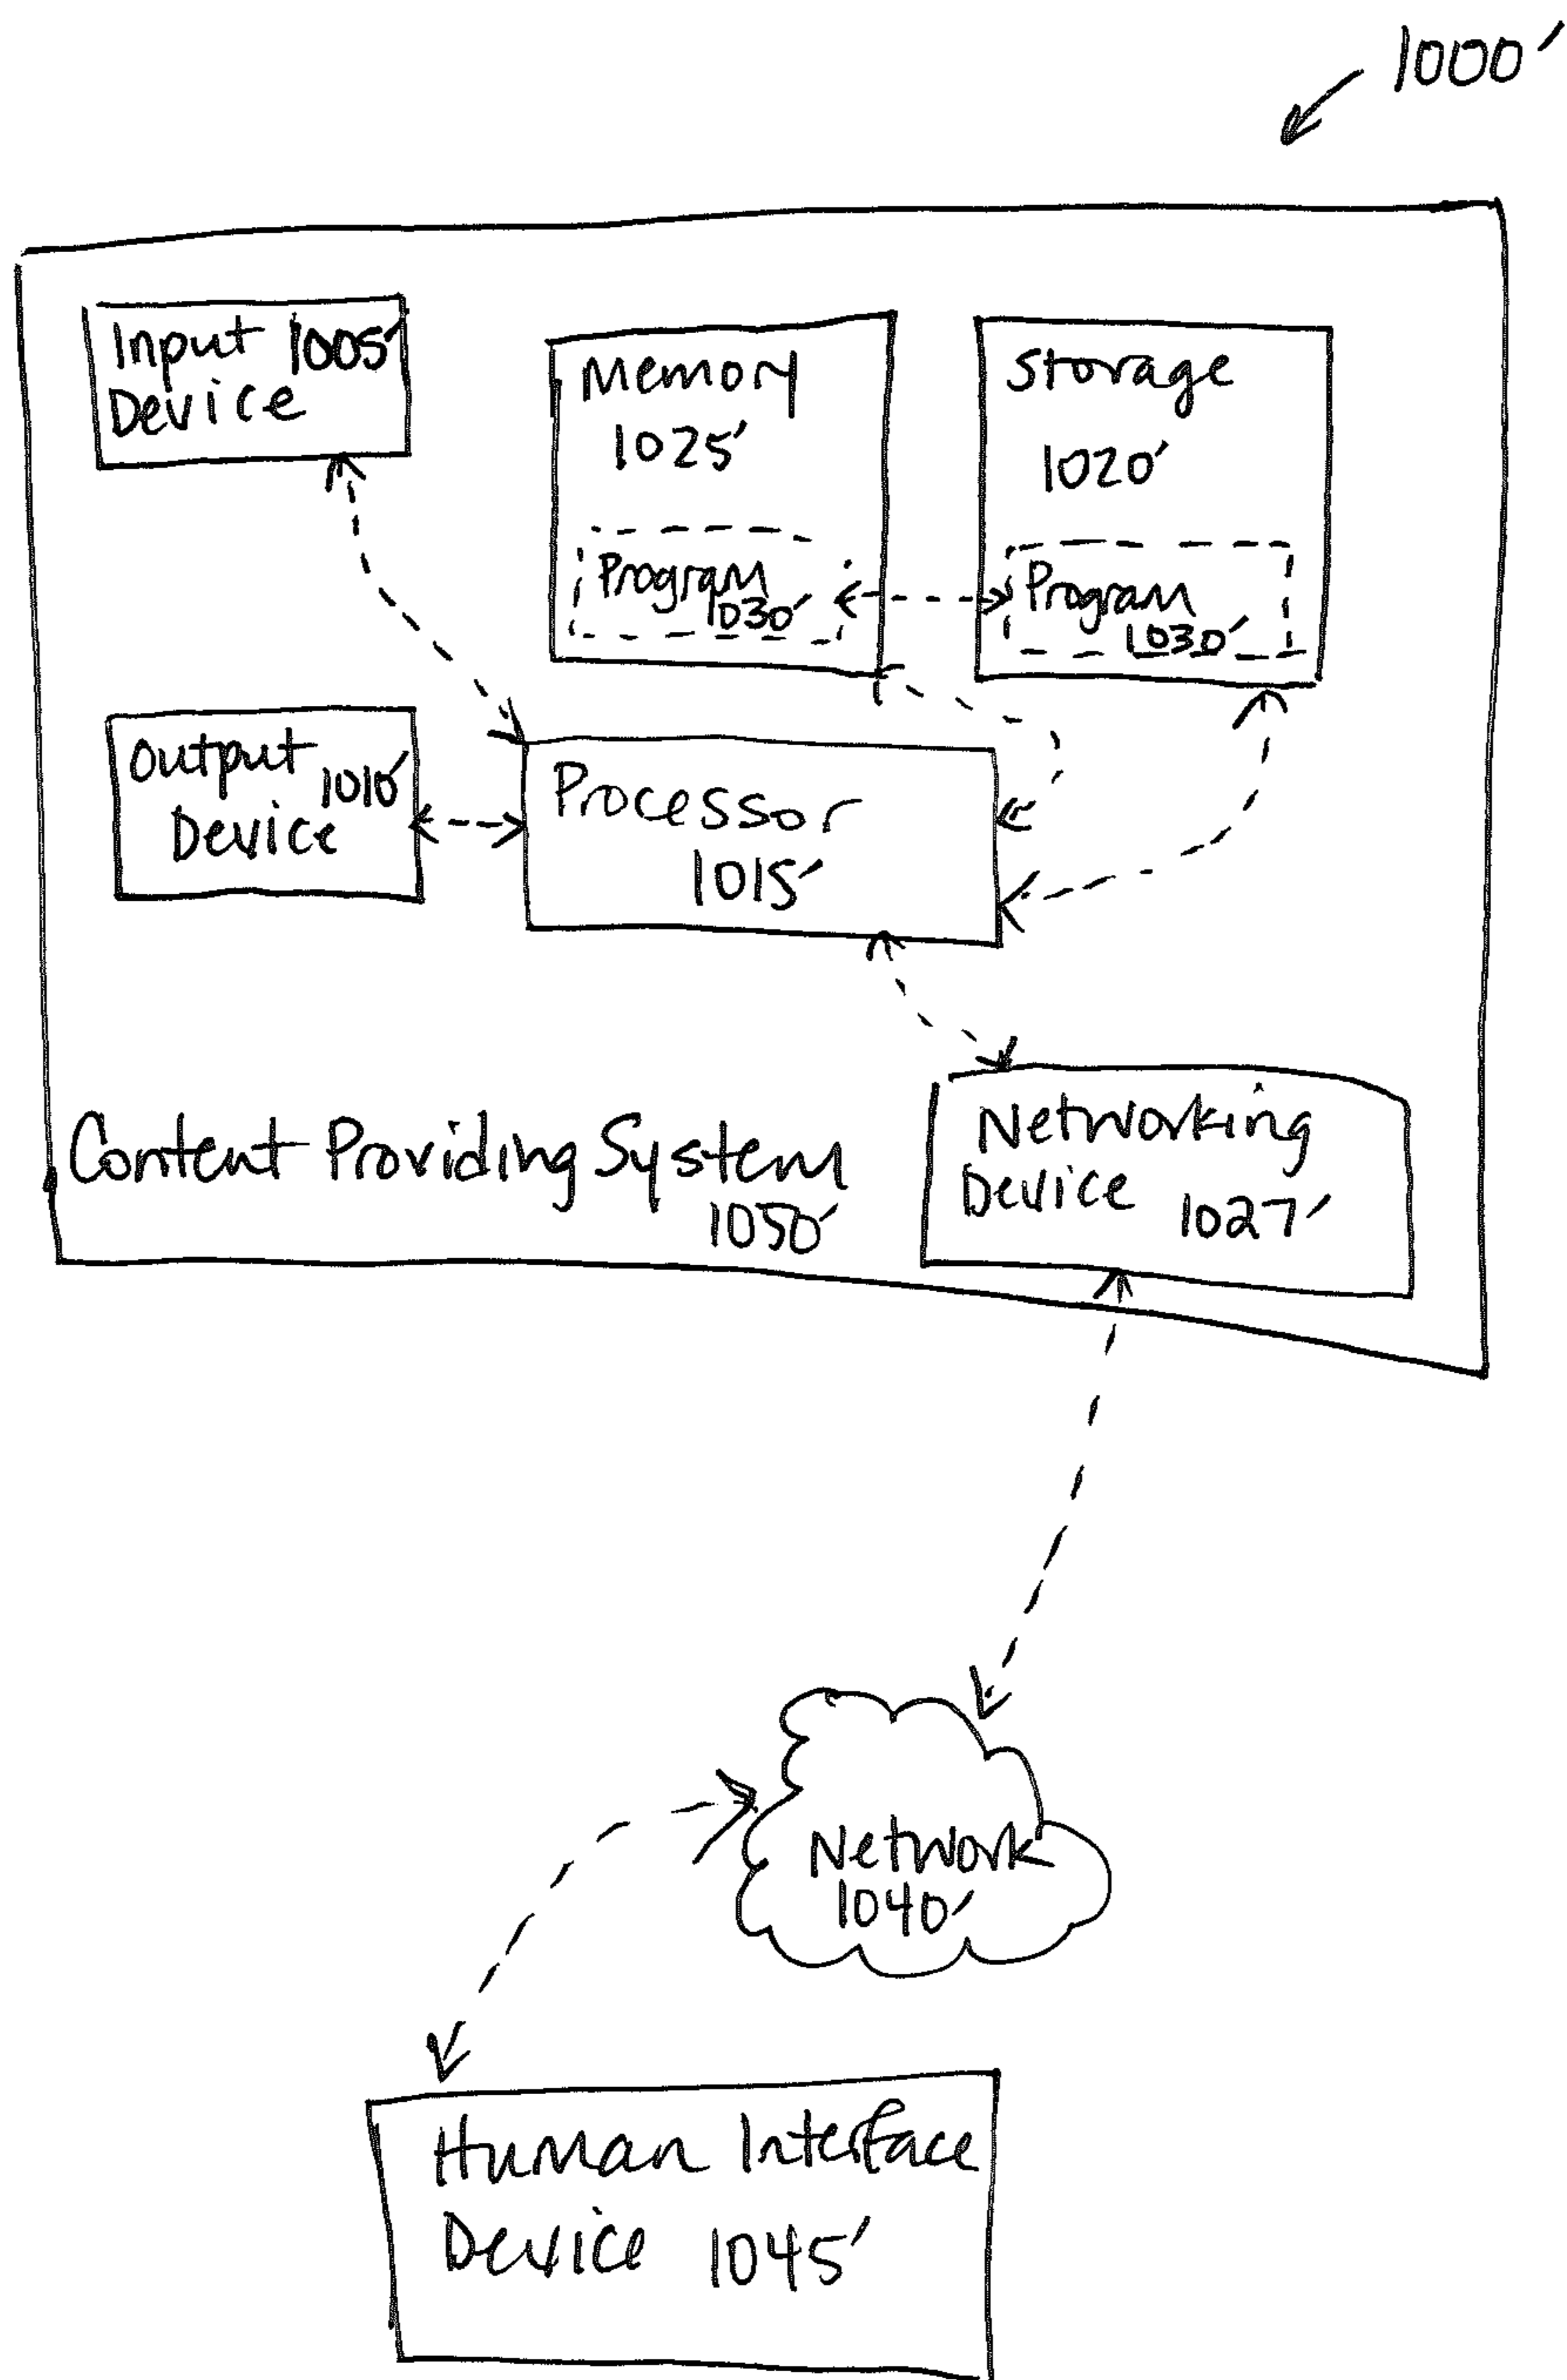 1000′
Input 1005′
Device
Memory
1025′
Program
1030′
Storage
1020′
Program
1030′
Output 1010′
Device
Processor
1015′
Content Providing System
1050′
Networking
Device 1027′
Network
1040′
Human Interface
Device 1045′